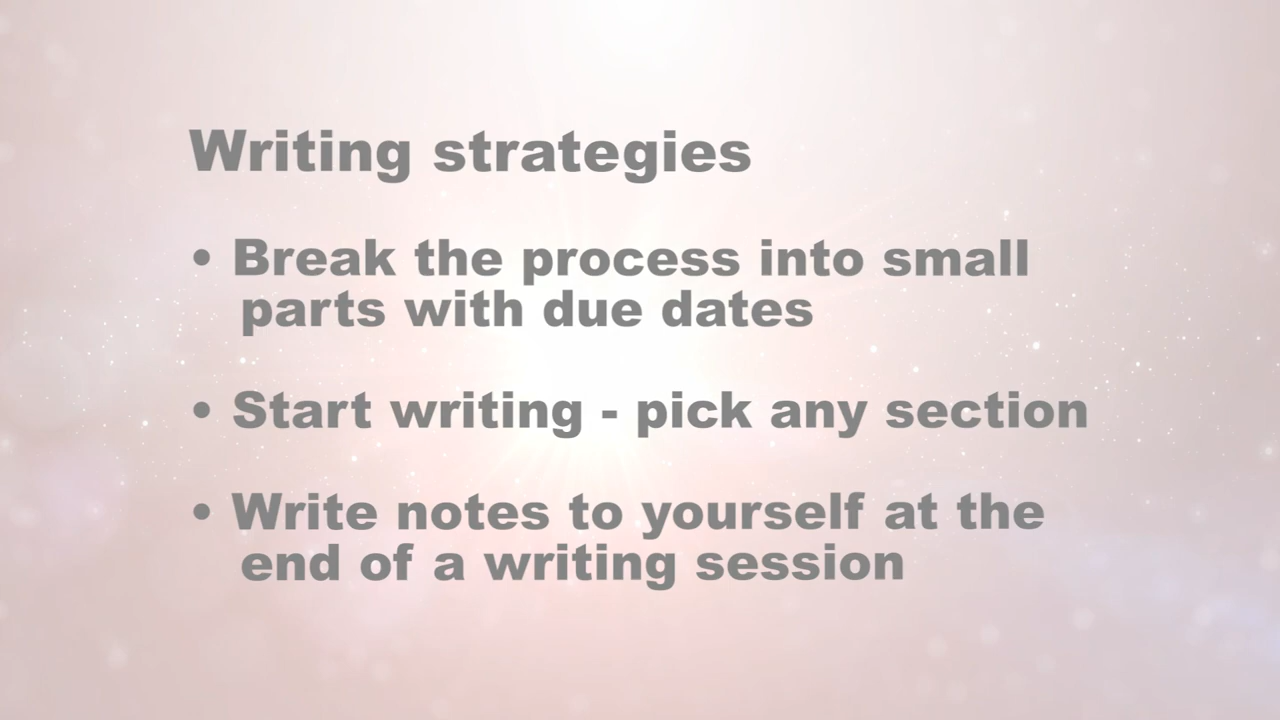 Writing strategies
• Break the process into small
parts with due dates
• Start writing - pick any section
• Write notes to yourself at the
end of a writing session